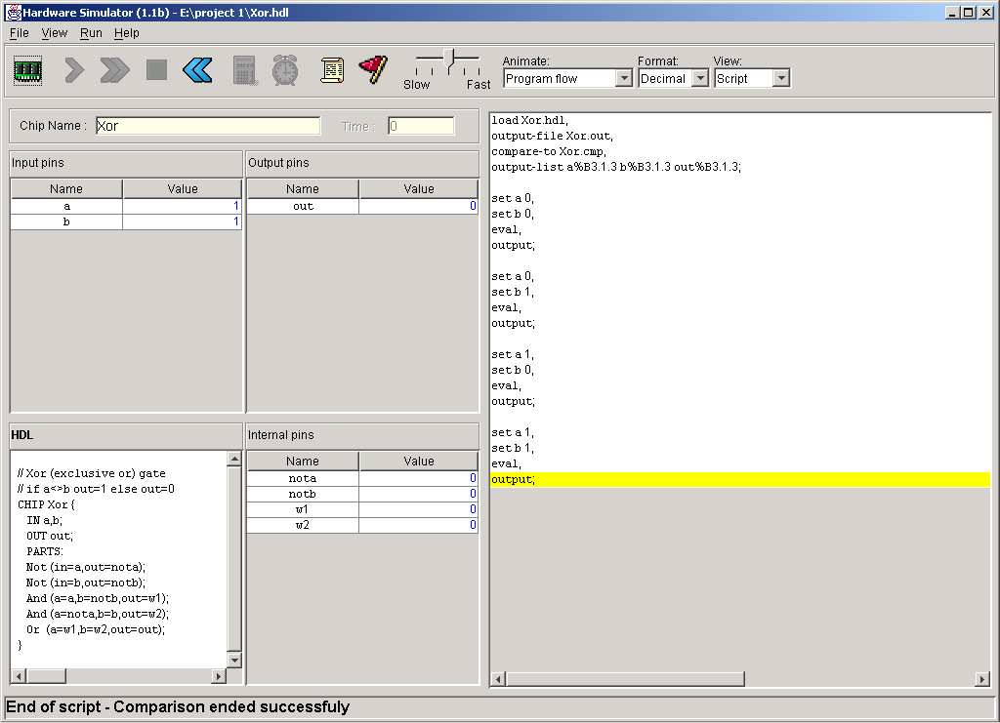 Hardware Simulator (1.1b) - E:\project 1\Xor.hdl
File View Run Help
Animate: Format: View:
Slow Fast Program flow Decimal Script
Chip Name : Xor Time : 0
Input pins
Name Value
a 1
b 1
Output pins
Name Value
out 0
HDL
// Xor (exclusive or) gate
// if a<>b out=1 else out=0
CHIP Xor {
IN a,b;
OUT out;
PARTS:
Not (in=a,out=nota);
Not (in=b,out=notb);
And (a=a,b=notb,out=w1);
And (a=nota,b=b,out=w2);
Or (a=w1,b=w2,out=out);
}
Internal pins
Name Value
nota 0
notb 0
w1 0
w2 0
load Xor.hdl,
output-file Xor.out,
compare-to Xor.cmp,
output-list a%B3.1.3 b%B3.1.3 out%B3.1.3;
set a 0,
set b 0,
eval,
output;
set a 0,
set b 1,
eval,
output;
set a 1,
set b 0,
eval,
output;
set a 1,
set b 1,
eval,
output;
End of script - Comparison ended successfuly